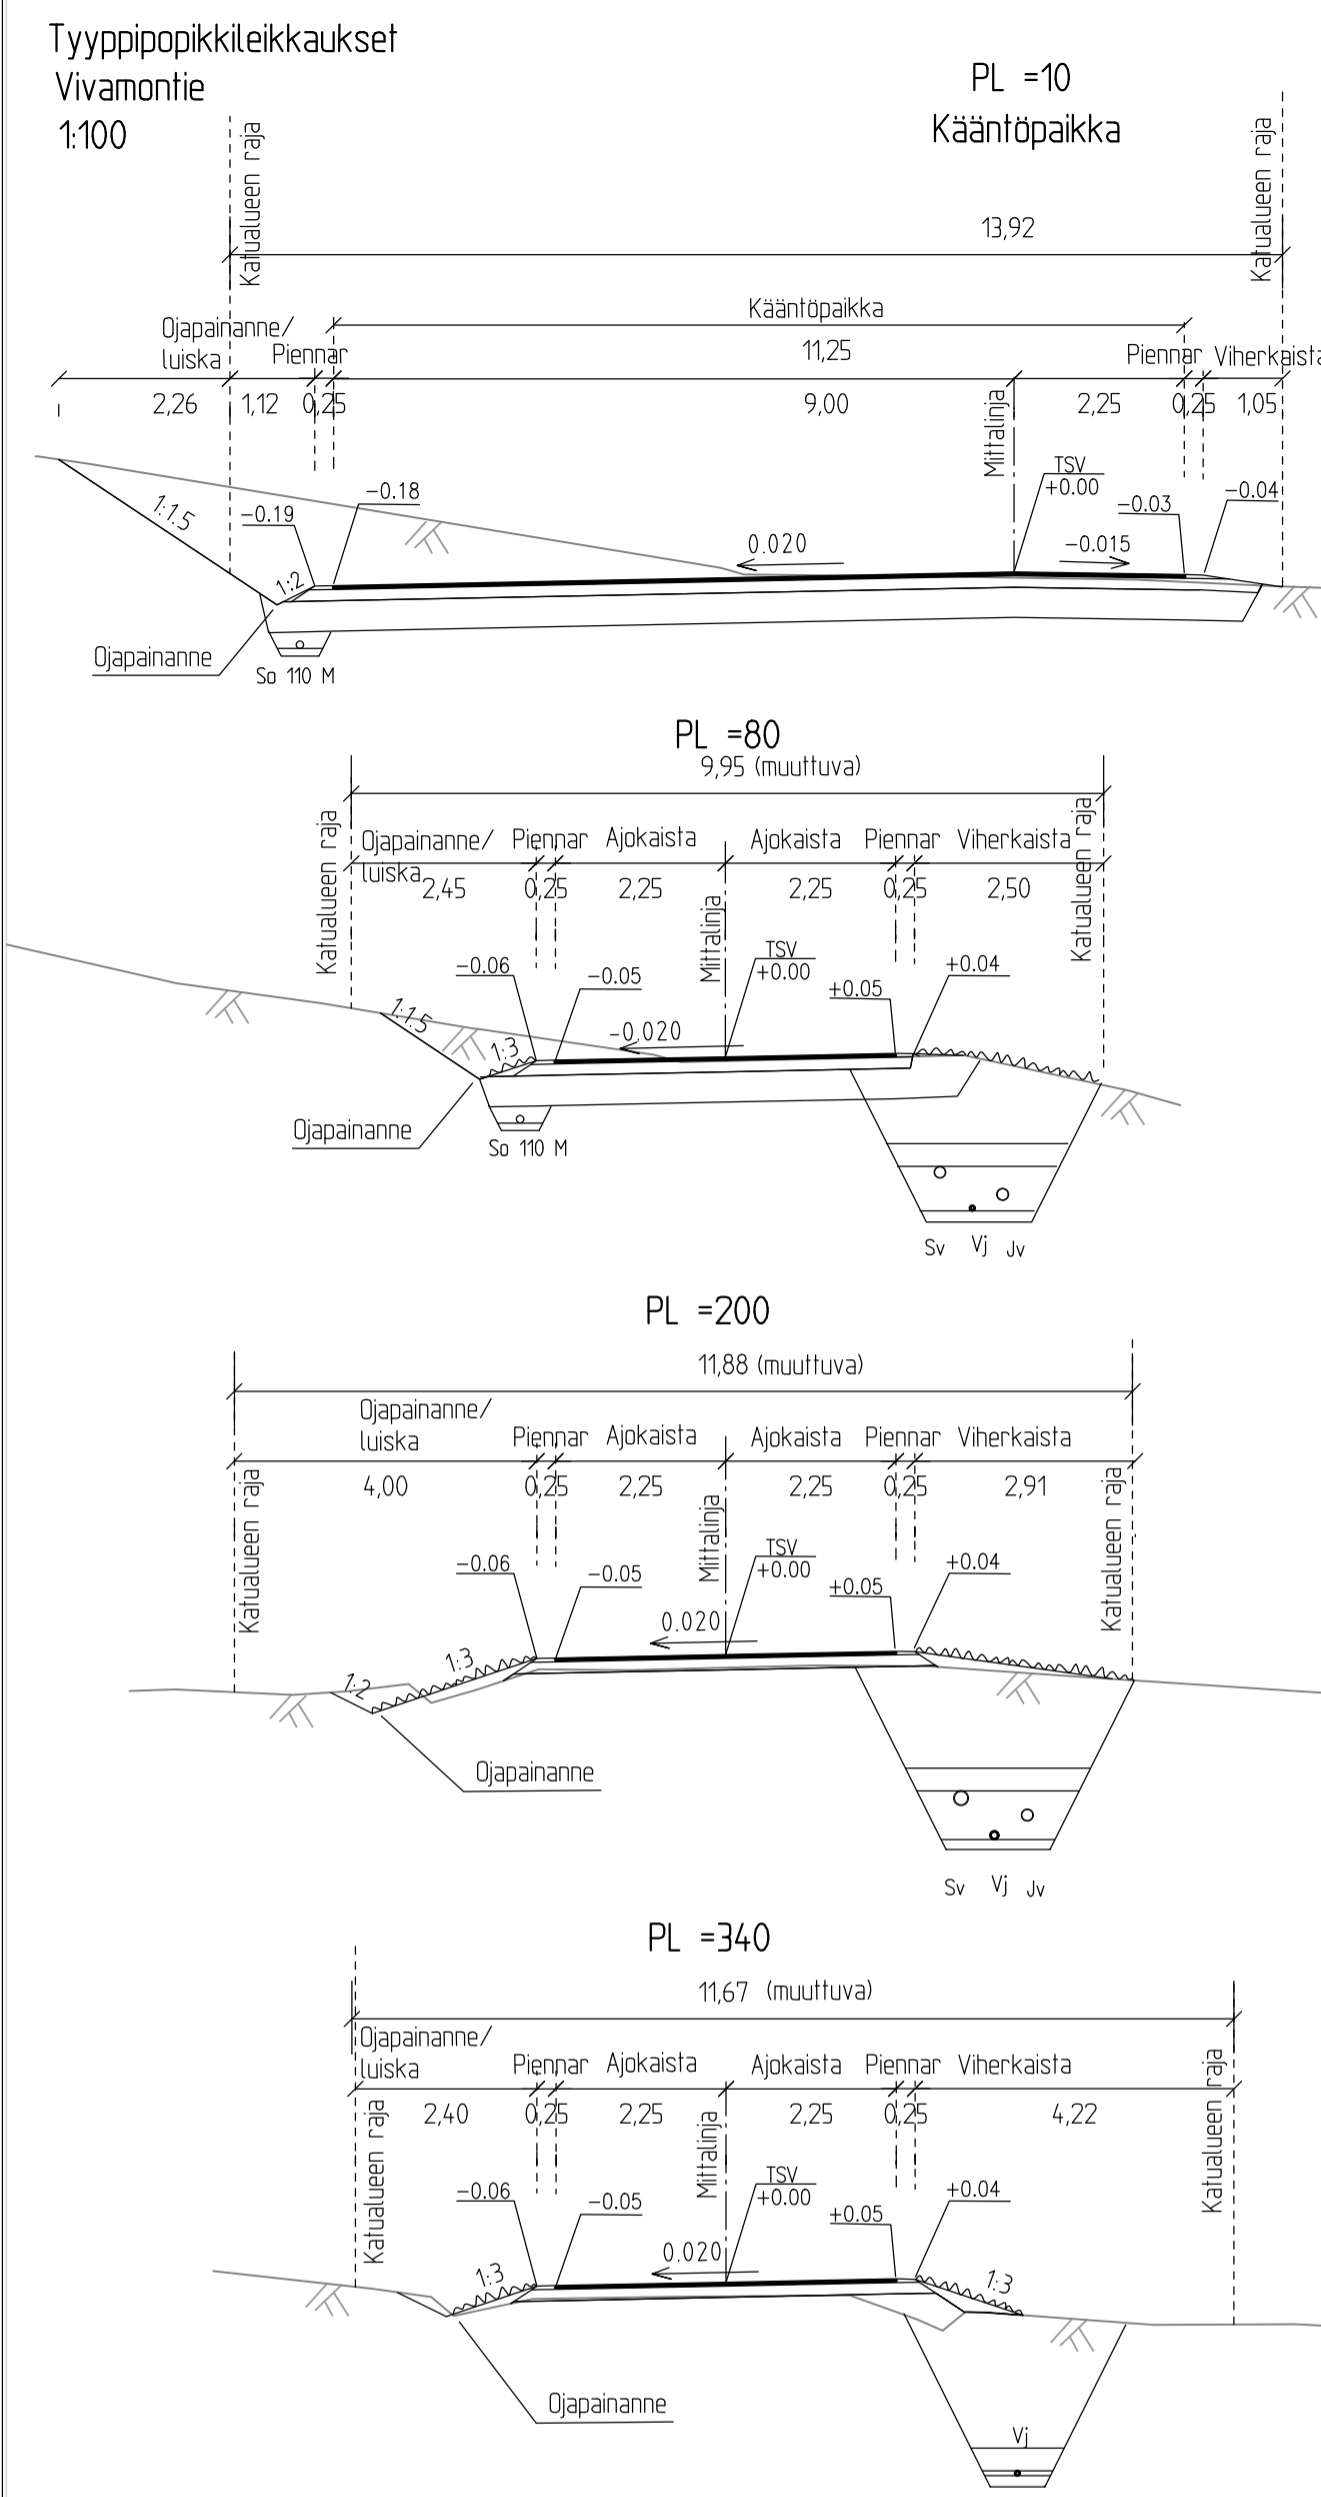 Tyyppipopikkileikkaukset
Vivamontie
1:100
PL =10
Kääntöpaikka
Katualueen raja
Katualueen raja
13,92
Kääntöpaikka
Ojapainanne/
luiska
Piennar
11,25
Piennar
Viherkaista
2,26
1,12
0,25
9,00
Mittalinja
2,25
0,25
1,05
1:1.5
-0.19
-0.18
TSV
+0.00
-0.03
-0.04
0.020
-0.015
1:2
Ojapainanne
So 110 M
PL =80
9,95 (muuttuva)
Katualueen raja
Ojapainanne/
luiska
Piennar
Ajokaista
Ajokaista
Piennar
Viherkaista
Katualueen raja
2,45
0,25
2,25
2,25
0,25
2,50
Mittalinja
-0.06
-0.05
TSV
+0.00
+0.05
+0.04
1:1.5
1:3
-0.020
Ojapainanne
So 110 M
Sv
Vj
Jv
PL =200
11,88 (muuttuva)
Ojapainanne/
luiska
Piennar
Ajokaista
Ajokaista
Piennar
Viherkaista
4,00
0,25
2,25
2,25
0,25
2,91
Katualueen raja
Mittalinja
Katualueen raja
-0.06
-0.05
TSV
+0.00
+0.05
+0.04
0.020
1:3
1:2
Ojapainanne
Sv
Vj
Jv
PL =340
11,67 (muuttuva)
Ojapainanne/
luiska
Piennar
Ajokaista
Ajokaista
Piennar
Viherkaista
2,40
0,25
2,25
2,25
0,25
4,22
Katualueen raja
Mittalinja
Katualueen raja
-0.06
-0.05
TSV
+0.00
+0.05
+0.04
0.020
1:3
1:3
Ojapainanne
Vj